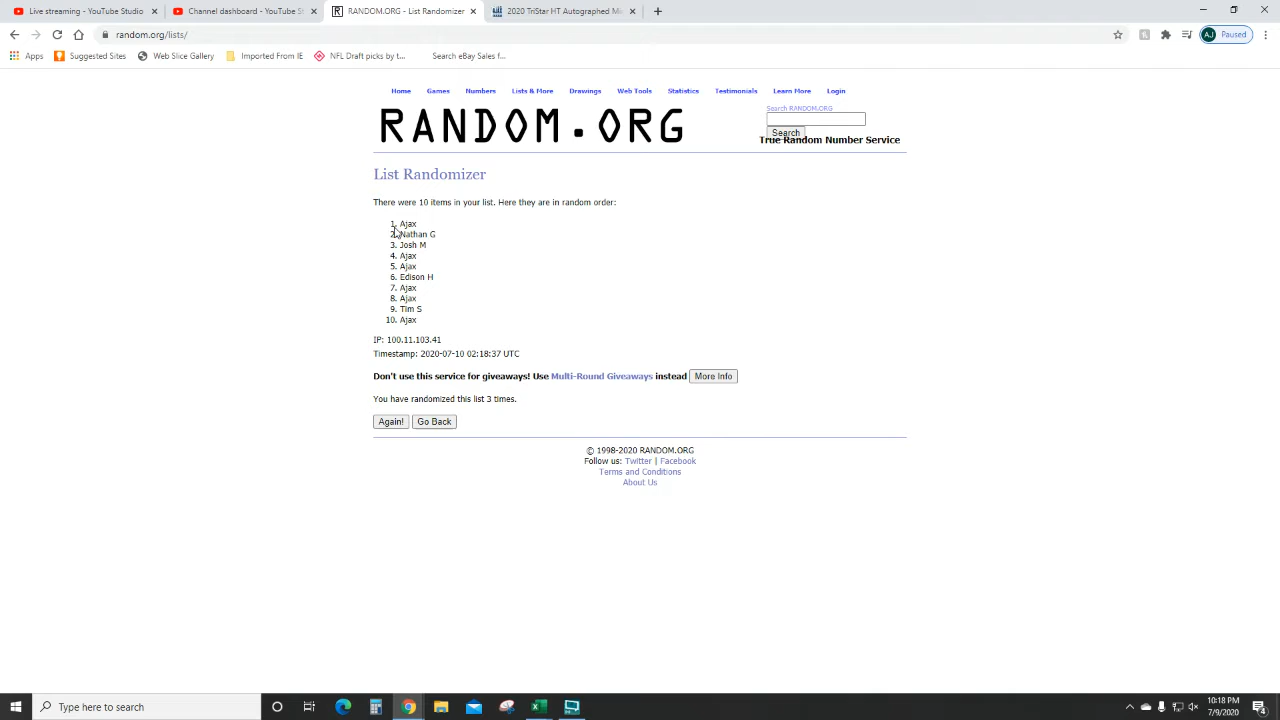 Live streaming - YouTube Studio
Channel dashboard - YouTube S
RANDOM.ORG - List Randomizer
2020 TriStar HT Autographed Me
random.org/lists/
AJ Paused
Apps Suggested Sites Web Slice Gallery Imported From IE NFL Draft picks by t... Search eBay Sales f...
Home Games Numbers Lists & More Drawings Web Tools Statistics Testimonials Learn More Login
RANDOM.ORG
Search RANDOM.ORG
Search
True Random Number Service
List Randomizer
There were 10 items in your list. Here they are in random order:
1. Ajax
2. Nathan G
3. Josh M
4. Ajax
5. Ajax
6. Edison H
7. Ajax
8. Ajax
9. Tim S
10. Ajax
IP: 100.11.103.41
Timestamp: 2020-07-10 02:18:37 UTC
Don't use this service for giveaways! Use Multi-Round Giveaways instead More Info
You have randomized this list 3 times.
Again! Go Back
© 1998-2020 RANDOM.ORG
Follow us: Twitter | Facebook
Terms and Conditions
About Us
Type here to search
10:18 PM
7/9/2020